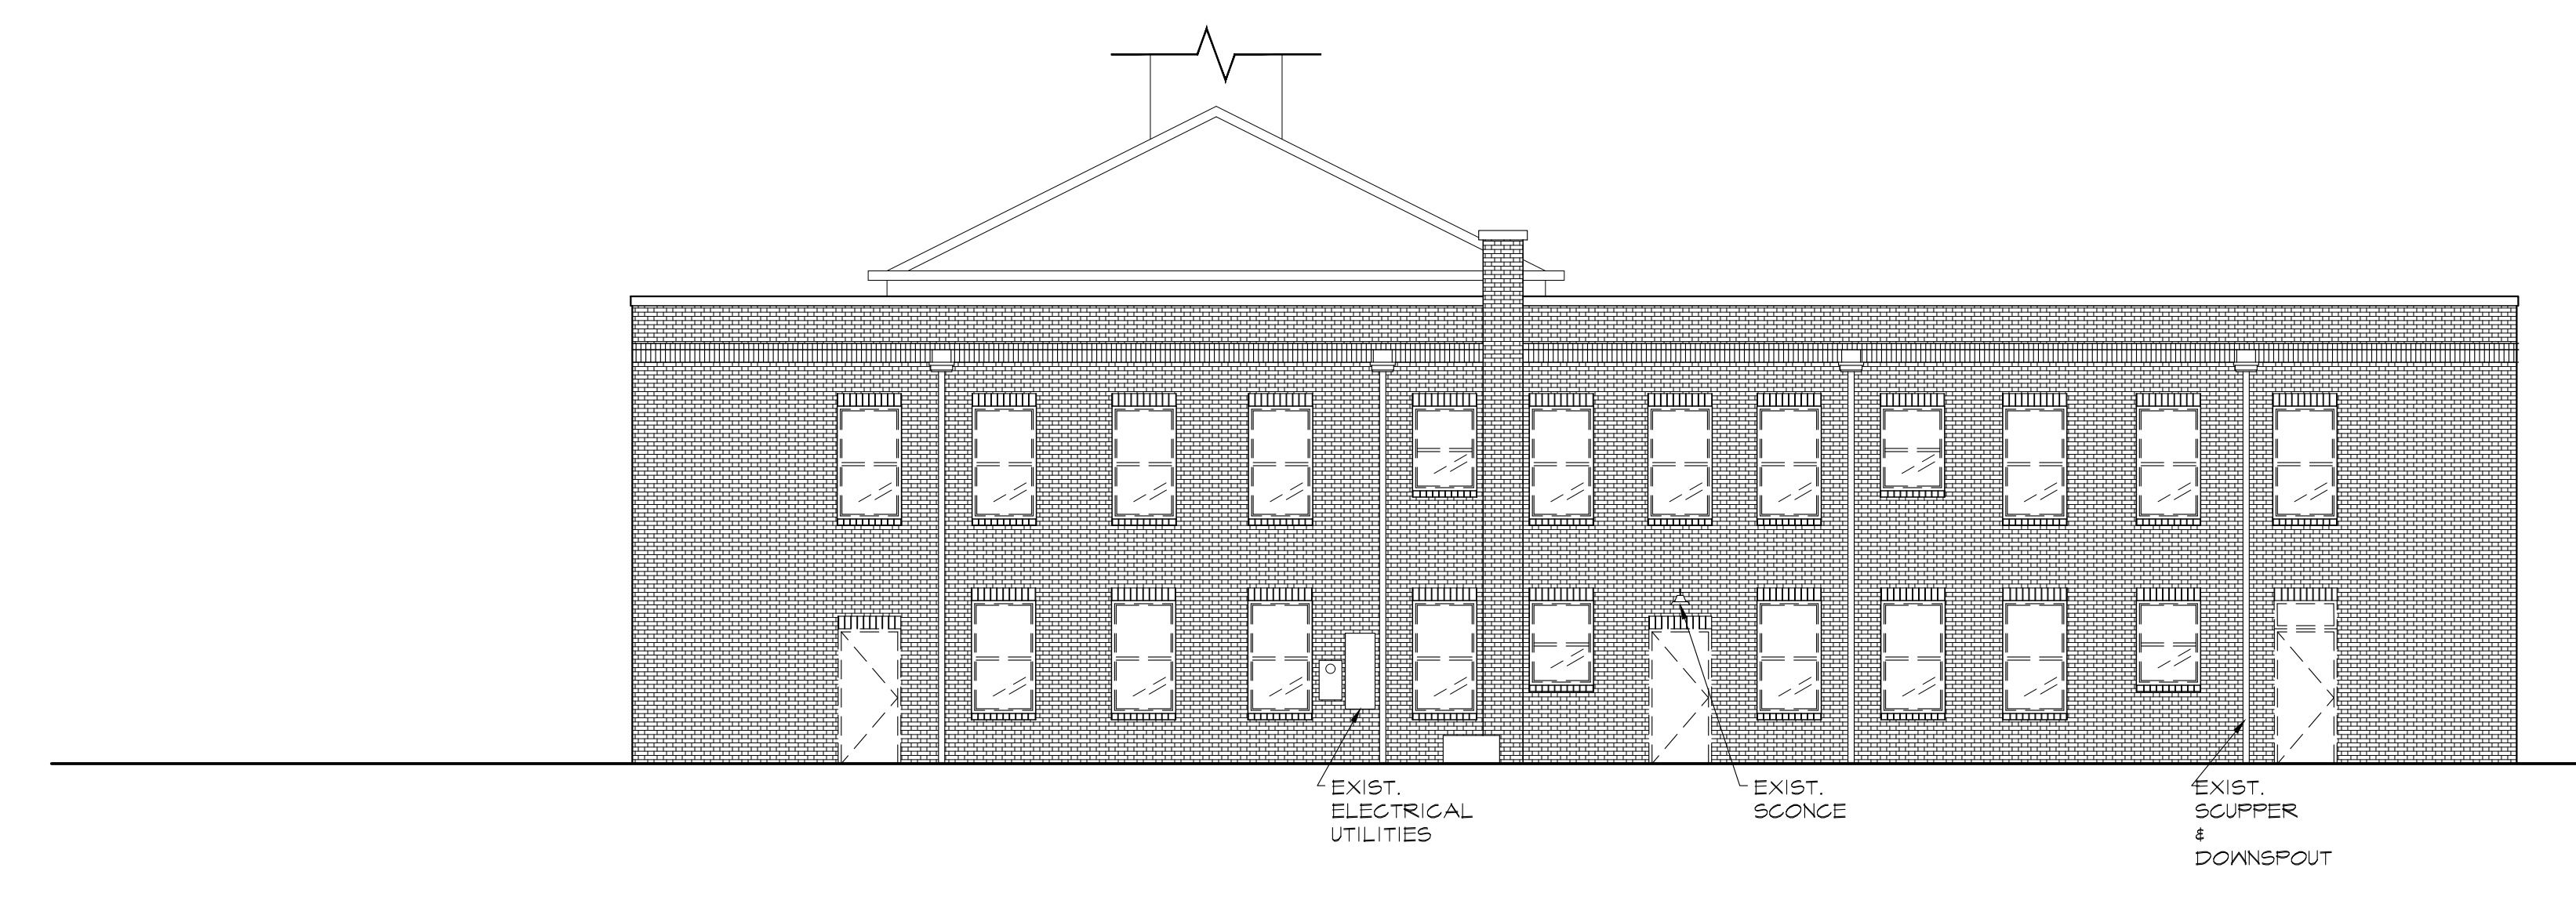 EXIST.
ELECTRICAL
UTILITIES
EXIST.
SCONCE
EXIST.
SCUPPER
&
DOWNSPOUT